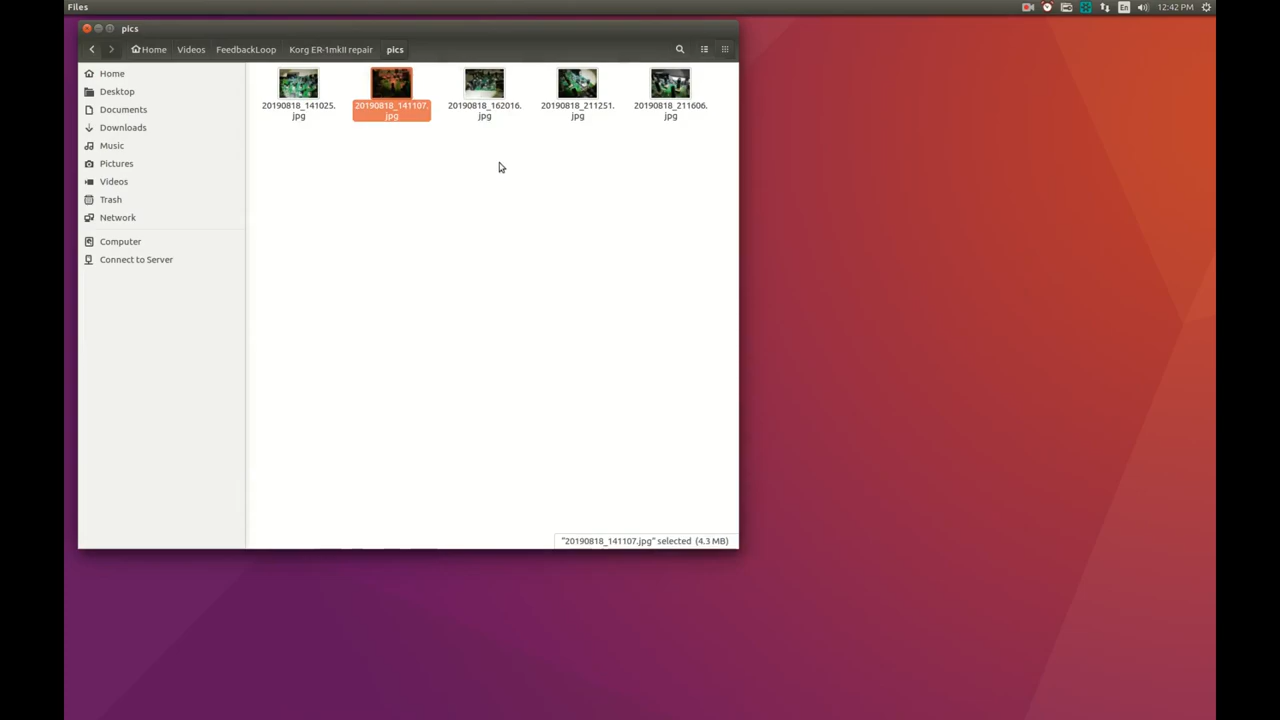 Files
En
12:42 PM
pics
Home Videos FeedbackLoop Korg ER-1mkII repair pics
Home
Desktop
Documents
Downloads
Music
Pictures
Videos
Trash
Network
Computer
Connect to Server
20190818_141025.
jpg
20190818_141107.
jpg
20190818_162016.
jpg
20190818_211251.
jpg
20190818_211606.
jpg
"20190818_141107.jpg" selected (4.3 MB)